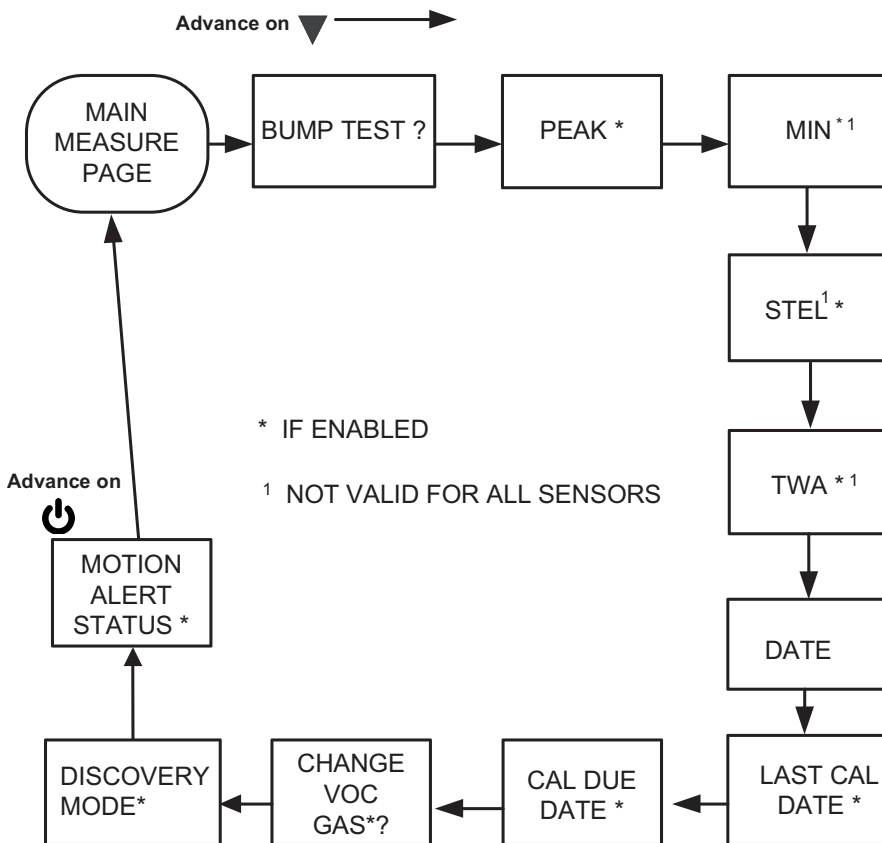 Advance on
MAIN
MEASURE
PAGE
BUMP TEST ?
PEAK *
MIN * 1
STEL 1 *
TWA * 1
DATE
LAST CAL
DATE *
CAL DUE
DATE *
CHANGE
VOC
GAS*?
DISCOVERY
MODE*
MOTION
ALERT
STATUS *
Advance on
* IF ENABLED
1 NOT VALID FOR ALL SENSORS